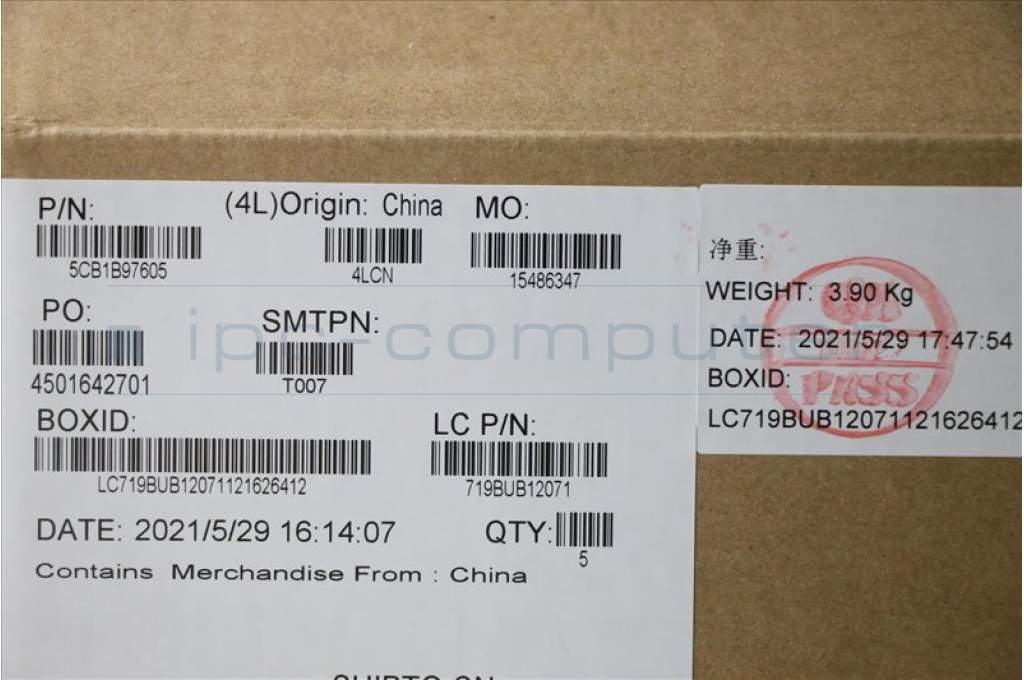 P/N: (4L)Origin: China MO:
5CB1B97605 4LCN 15486347
PO: SMTPN:
4501642701 T007
BOXID: LC P/N:
LC719BUB12071121626412 719BUB12071
DATE: 2021/5/29 16:14:07 QTY:
5
Contains Merchandise From : China
净重:
WEIGHT: 3.90 Kg
DATE: 2021/5/29 17:47:54
BOXID:
LC719BUB12071121626412
PASS
ipc-computer